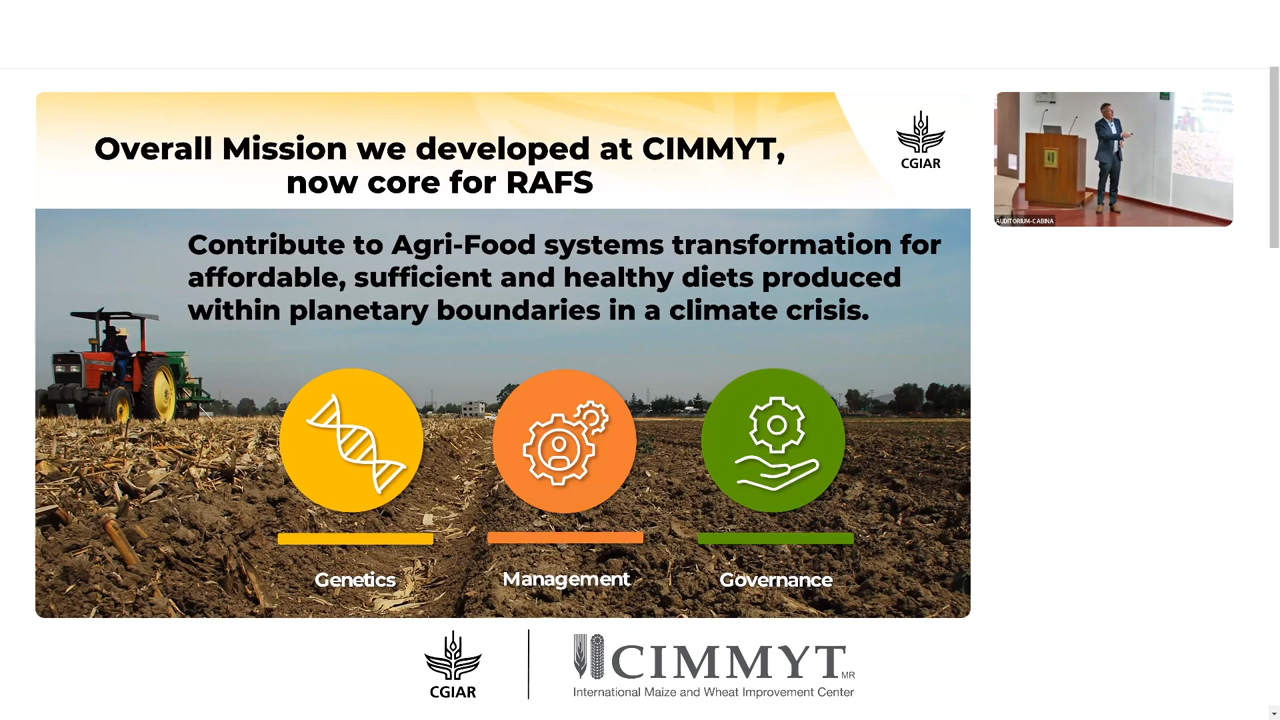 Overall Mission we developed at CIMMYT,
now core for RAFS
CGIAR
Contribute to Agri-Food systems transformation for
affordable, sufficient and healthy diets produced
within planetary boundaries in a climate crisis.
Genetics
Management
Governance
AUDITORIUM-CABINA
CGIAR
CIMMYT MR
International Maize and Wheat Improvement Center